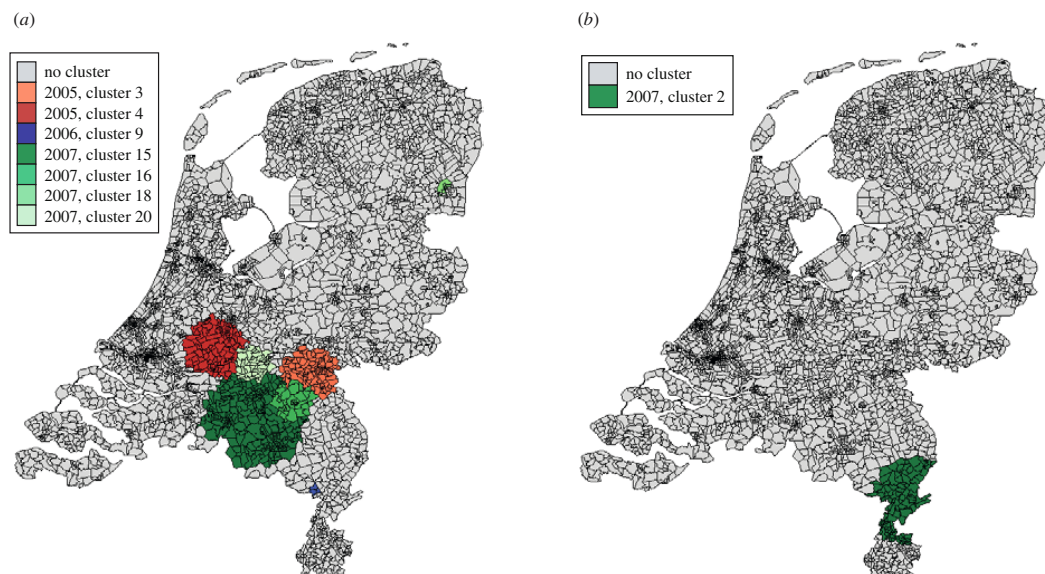 (a)
no cluster
2005, cluster 3
2005, cluster 4
2006, cluster 9
2007, cluster 15
2007, cluster 16
2007, cluster 18
2007, cluster 20
(b)
no cluster
2007, cluster 2